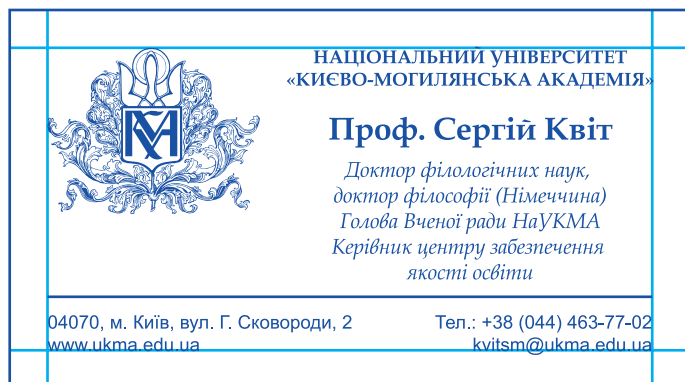 НАЦІОНАЛЬНИЙ УНІВЕРСИТЕТ
«КИЄВО-МОГИЛЯНСЬКА АКАДЕМІЯ»
Проф. Сергій Квіт
Доктор філологічних наук,
доктор філософії (Німеччина)
Голова Вченої ради НаУКМА
Керівник центру забезпечення
якості освіти
04070, м. Київ, вул. Г. Сковороди, 2
Тел.: +38 (044) 463-77-02
www.ukma.edu.ua
kvitsm@ukma.edu.ua